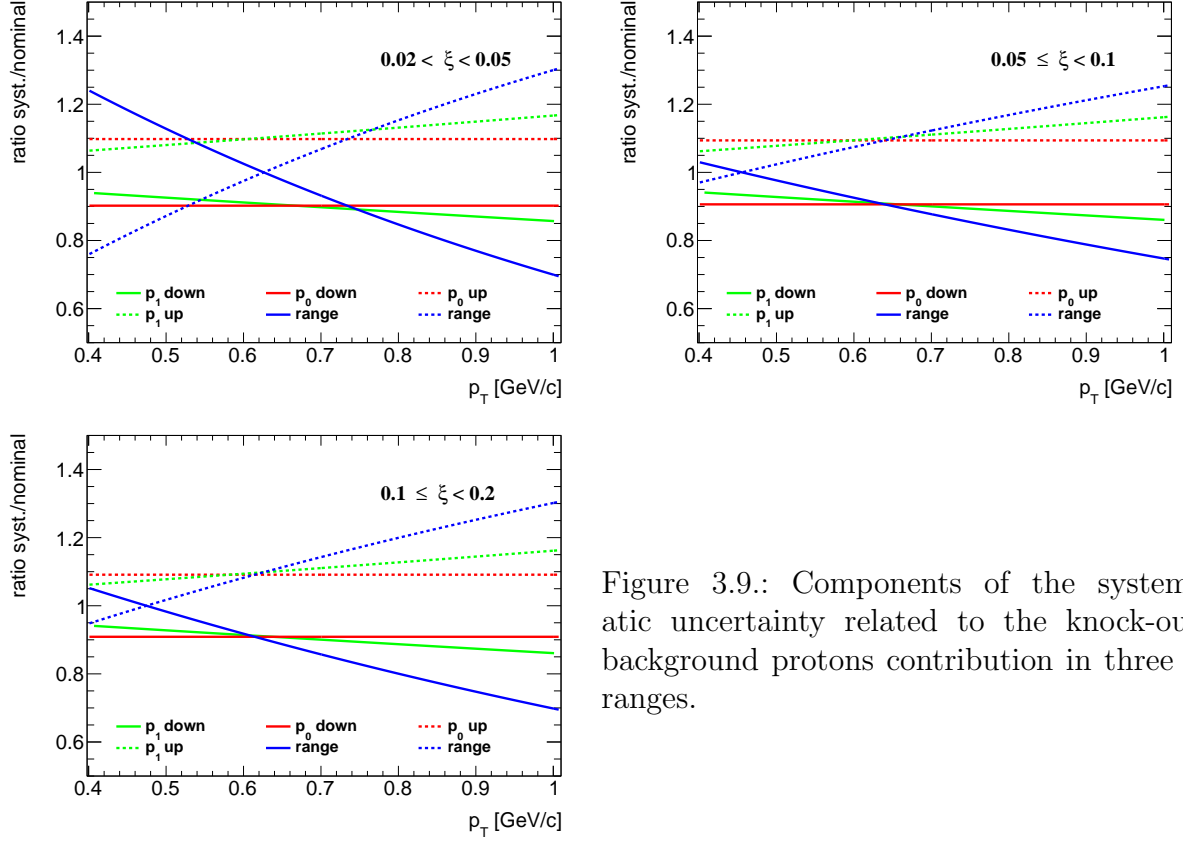 ratio syst./nominal
1.4
1.2
1
0.8
0.6
0.02 < ξ < 0.05
p1 down
p0 down
p0 up
p1 up
range
range
0.4 0.5 0.6 0.7 0.8 0.9 1
pT [GeV/c]
ratio syst./nominal
1.4
1.2
1
0.8
0.6
0.05 ≤ ξ < 0.1
p1 down
p0 down
p0 up
p1 up
range
range
0.4 0.5 0.6 0.7 0.8 0.9 1
pT [GeV/c]
ratio syst./nominal
1.4
1.2
1
0.8
0.6
0.1 ≤ ξ < 0.2
p1 down
p0 down
p0 up
p1 up
range
range
0.4 0.5 0.6 0.7 0.8 0.9 1
pT [GeV/c]
Figure 3.9.: Components of the system
atic uncertainty related to the knock-ou
background protons contribution in three
ranges.